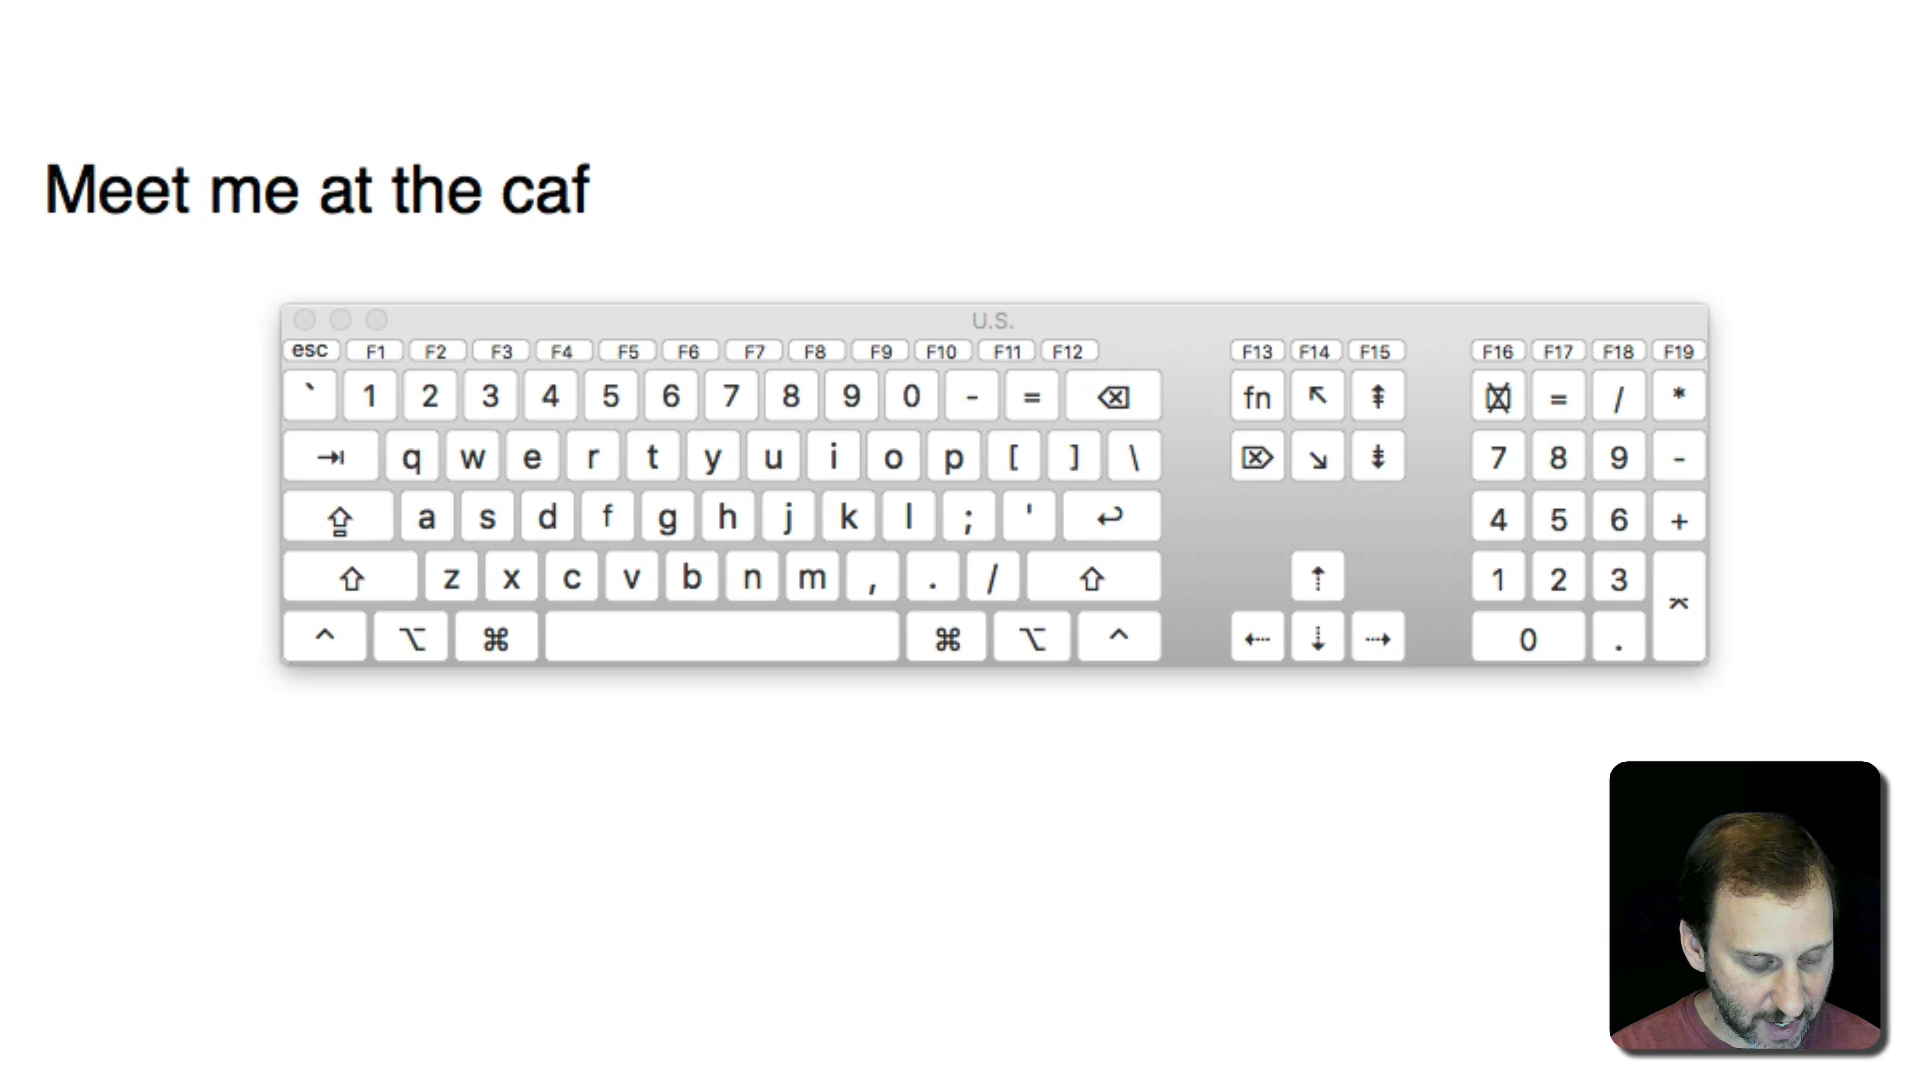 Meet me at the caf
U.S.
esc F1 F2 F3 F4 F5 F6 F7 F8 F9 F10 F11 F12 F13 F14 F15 F16 F17 F18 F19
` 1 2 3 4 5 6 7 8 9 0 - = ⌫ fn ↖ ⇞ ⌧ = / *
⇥ q w e r t y u i o p [ ] \ ⌦ ↘ ⇟ 7 8 9 -
⇪ a s d f g h j k l ; ' ↩ 4 5 6 +
⇧ z x c v b n m , . / ⇧ ⇡ 1 2 3 ⌤
^ ⌥ ⌘ ⌘ ⌥ ^ ⇠ ⇣ ⇢ 0 .